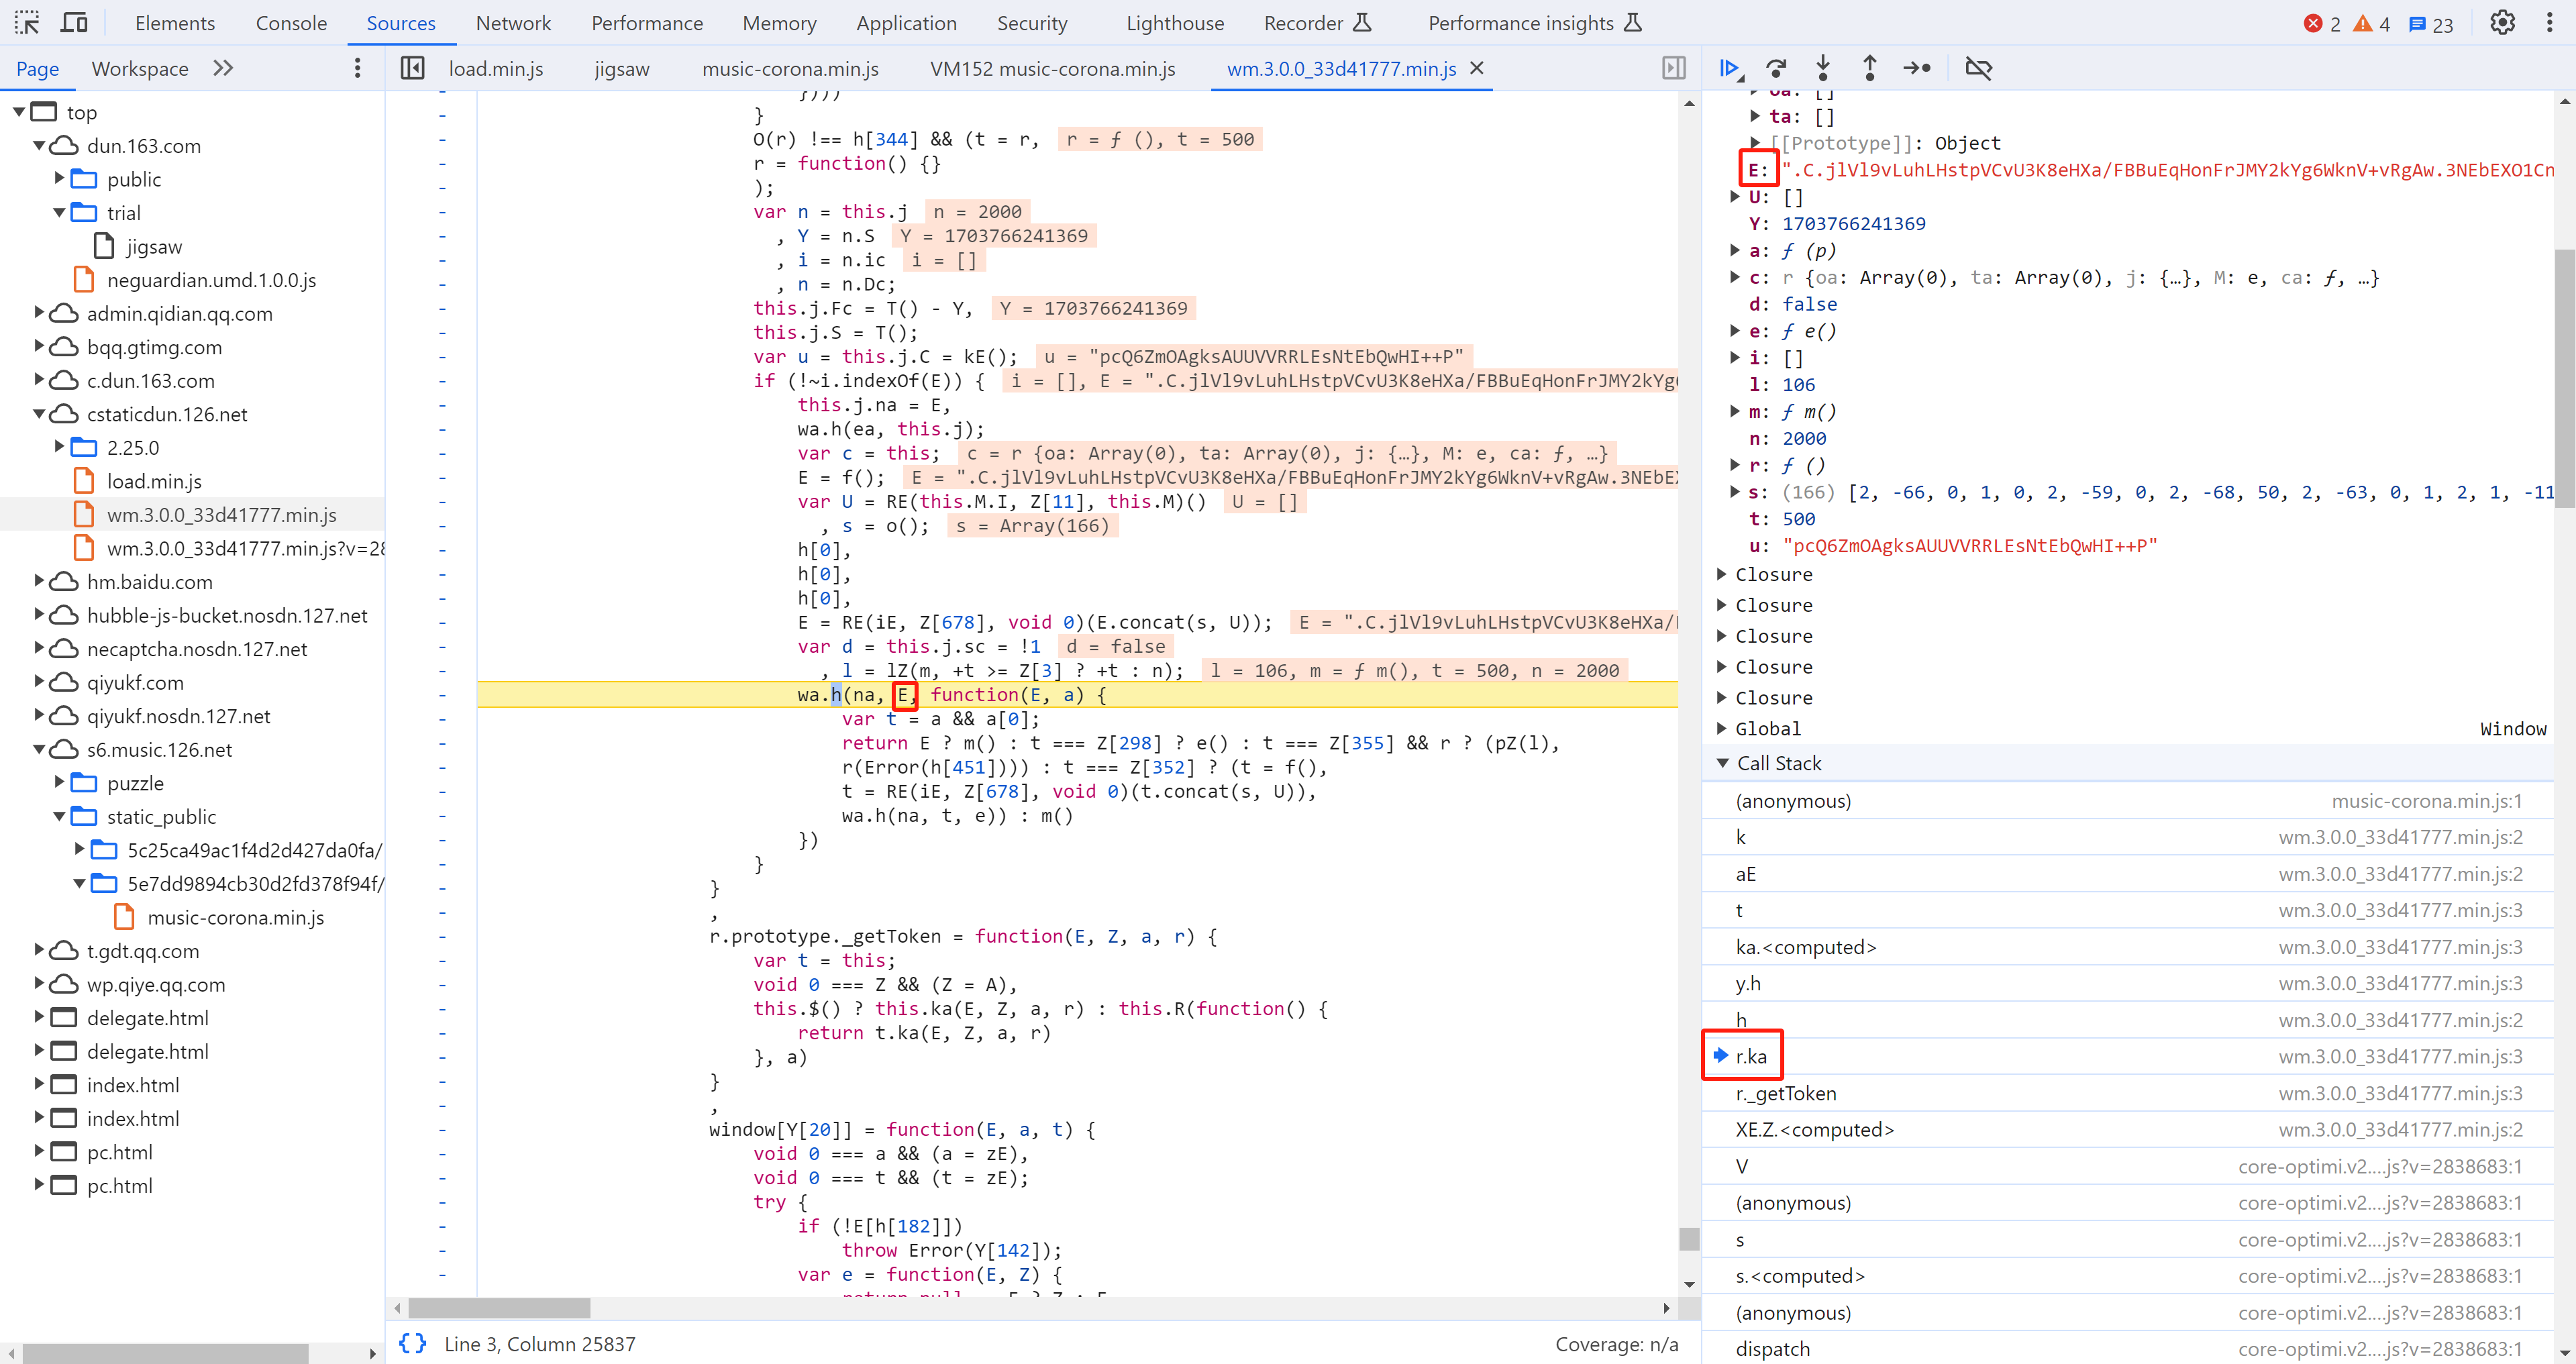 Elements Console Sources Network Performance Memory Application Security Lighthouse Recorder Performance insights 2 4 23
Page Workspace
load.min.js jigsaw music-corona.min.js VM152 music-corona.min.js wm.3.0.0_33d41777.min.js
top
dun.163.com
public
trial
jigsaw
neguardian.umd.1.0.0.js
admin.qidian.qq.com
bqq.gtimg.com
c.dun.163.com
cstaticdun.126.net
2.25.0
load.min.js
wm.3.0.0_33d41777.min.js
wm.3.0.0_33d41777.min.js?v=28
hm.baidu.com
hubble-js-bucket.nosdn.127.net
necaptcha.nosdn.127.net
qiyukf.com
qiyukf.nosdn.127.net
s6.music.126.net
puzzle
static_public
5c25ca49ac1f4d2d427da0fa/
5e7dd9894cb30d2fd378f94f/
music-corona.min.js
t.gdt.qq.com
wp.qiye.qq.com
delegate.html
delegate.html
index.html
index.html
pc.html
pc.html
})))
}
O(r) !== h[344] && (t = r, r = ƒ (), t = 500
r = function() {}
);
var n = this.j n = 2000
, Y = n.S Y = 1703766241369
, i = n.ic i = []
, n = n.Dc;
this.j.Fc = T() - Y, Y = 1703766241369
this.j.S = T();
var u = this.j.C = kE(); u = "pcQ6ZmOAgksAUUVVRRLEsNtEbQwHI++P"
if (!~i.indexOf(E)) { i = [], E = ".C.jlVl9vLuhLHstpVCvU3K8eHXa/FBBuEqHonFrJMY2kYg6
this.j.na = E,
wa.h(ea, this.j);
var c = this; c = r {oa: Array(0), ta: Array(0), j: {…}, M: e, ca: ƒ, …}
E = f(); E = ".C.jlVl9vLuhLHstpVCvU3K8eHXa/FBBuEqHonFrJMY2kYg6WknV+vRgAw.3NEbEX
var U = RE(this.M.I, Z[11], this.M)() U = []
, s = o(); s = Array(166)
h[0],
h[0],
h[0],
E = RE(iE, Z[678], void 0)(E.concat(s, U)); E = ".C.jlVl9vLuhLHstpVCvU3K8eHXa/
var d = this.j.sc = !1 d = false
, l = lZ(m, +t >= Z[3] ? +t : n); l = 106, m = ƒ m(), t = 500, n = 2000
wa.h(na, E, function(E, a) {
var t = a && a[0];
return E ? m() : t === Z[298] ? e() : t === Z[355] && r ? (pZ(l),
r(Error(h[451]))) : t === Z[352] ? (t = f(),
t = RE(iE, Z[678], void 0)(t.concat(s, U)),
wa.h(na, t, e)) : m()
})
}
}
,
r.prototype._getToken = function(E, Z, a, r) {
var t = this;
void 0 === Z && (Z = A),
this.$() ? this.ka(E, Z, a, r) : this.R(function() {
return t.ka(E, Z, a, r)
}, a)
}
,
window[Y[20]] = function(E, a, t) {
void 0 === a && (a = zE),
void 0 === t && (t = zE);
try {
if (!E[h[182]])
throw Error(Y[142]);
var e = function(E, Z) {
Line 3, Column 25837 Coverage: n/a
oa: []
ta: []
[[Prototype]]: Object
E: ".C.jlVl9vLuhLHstpVCvU3K8eHXa/FBBuEqHonFrJMY2kYg6WknV+vRgAw.3NEbEXO1Cn
U: []
Y: 1703766241369
a: ƒ (p)
c: r {oa: Array(0), ta: Array(0), j: {…}, M: e, ca: ƒ, …}
d: false
e: ƒ e()
i: []
l: 106
m: ƒ m()
n: 2000
r: ƒ ()
s: (166) [2, -66, 0, 1, 0, 2, -59, 0, 2, -68, 50, 2, -63, 0, 1, 2, 1, -11
t: 500
u: "pcQ6ZmOAgksAUUVVRRLEsNtEbQwHI++P"
Closure
Closure
Closure
Closure
Closure
Global Window
Call Stack
(anonymous) music-corona.min.js:1
k wm.3.0.0_33d41777.min.js:2
aE wm.3.0.0_33d41777.min.js:2
t wm.3.0.0_33d41777.min.js:3
ka.<computed> wm.3.0.0_33d41777.min.js:3
y.h wm.3.0.0_33d41777.min.js:3
h wm.3.0.0_33d41777.min.js:2
r.ka wm.3.0.0_33d41777.min.js:3
r._getToken wm.3.0.0_33d41777.min.js:3
XE.Z.<computed> wm.3.0.0_33d41777.min.js:2
V core-optimi.v2....js?v=2838683:1
(anonymous) core-optimi.v2....js?v=2838683:1
s core-optimi.v2....js?v=2838683:1
s.<computed> core-optimi.v2....js?v=2838683:1
(anonymous) core-optimi.v2....js?v=2838683:1
dispatch core-optimi.v2....js?v=2838683:1